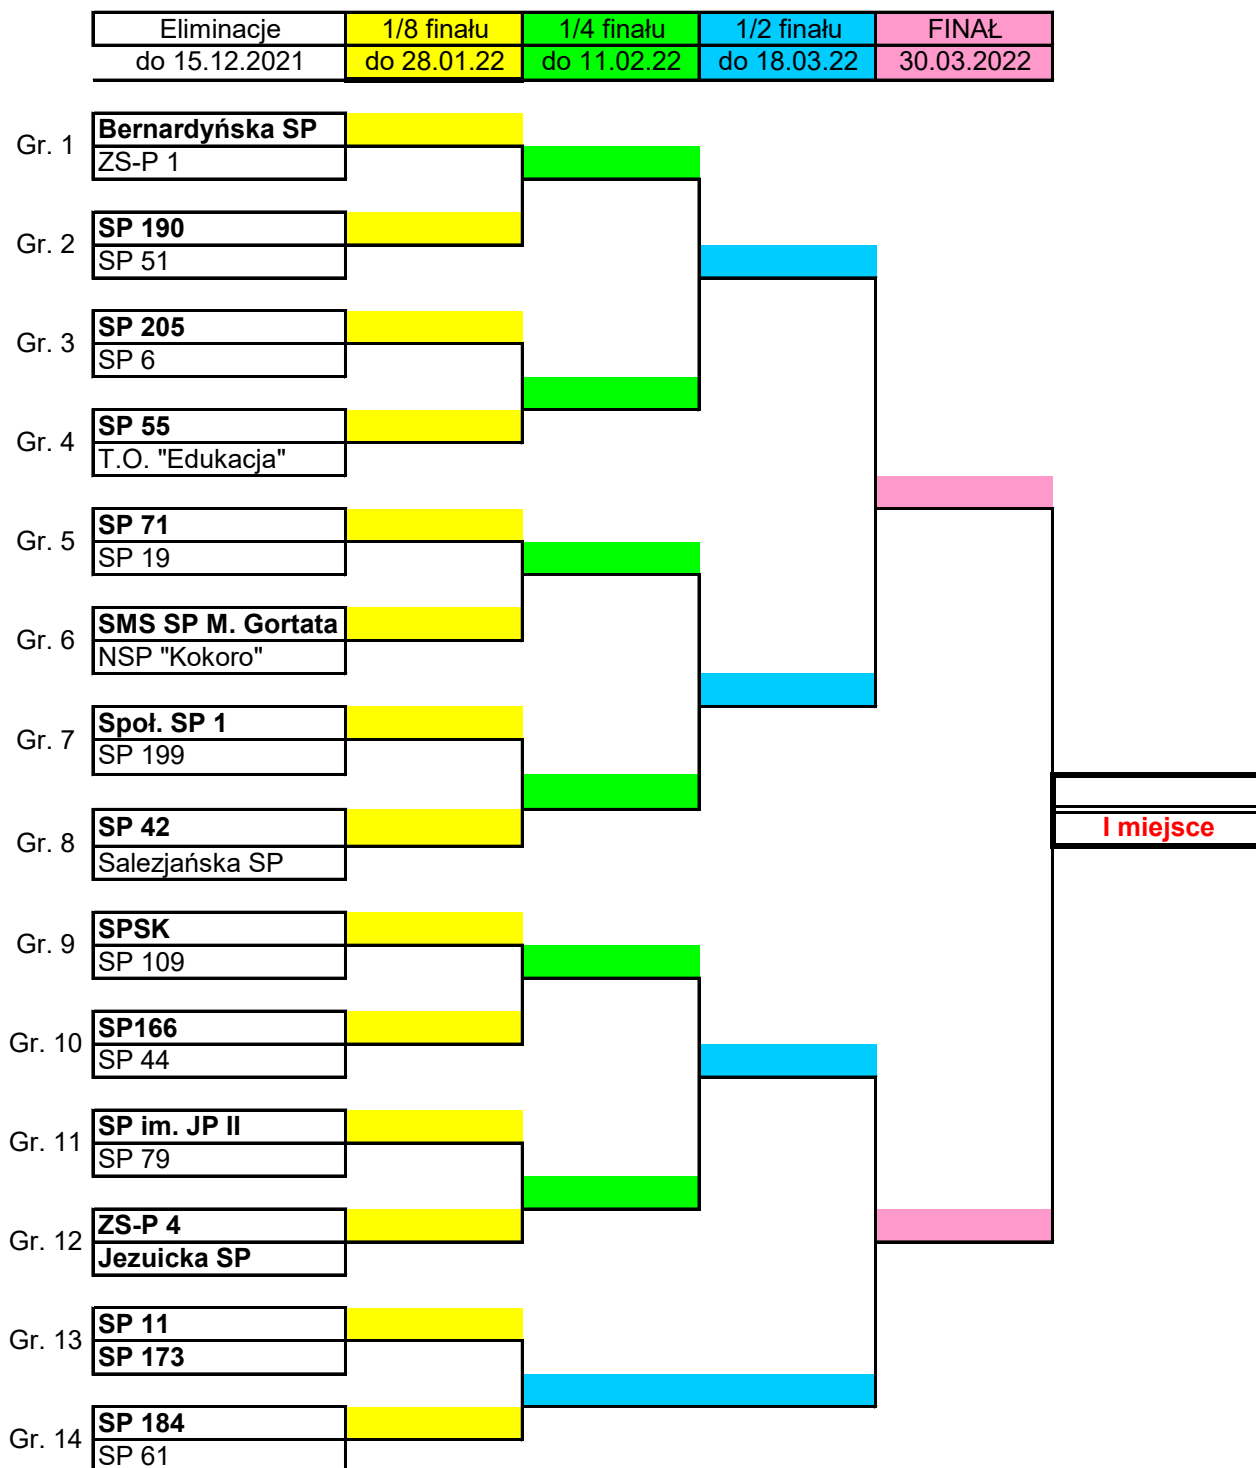 Eliminacje 1/8 finału 1/4 finału 1/2 finału FINAŁ
do 15.12.2021 do 28.01.22 do 11.02.22 do 18.03.22 30.03.2022
Gr. 1
Bernardyńska SP
ZS-P 1
Gr. 2
SP 190
SP 51
Gr. 3
SP 205
SP 6
Gr. 4
SP 55
T.O. "Edukacja"
Gr. 5
SP 71
SP 19
Gr. 6
SMS SP M. Gortata
NSP "Kokoro"
Gr. 7
Społ. SP 1
SP 199
Gr. 8
SP 42
Salezjańska SP
I miejsce
Gr. 9
SPSK
SP 109
Gr. 10
SP166
SP 44
Gr. 11
SP im. JP II
SP 79
Gr. 12
ZS-P 4
Jezuicka SP
Gr. 13
SP 11
SP 173
Gr. 14
SP 184
SP 61